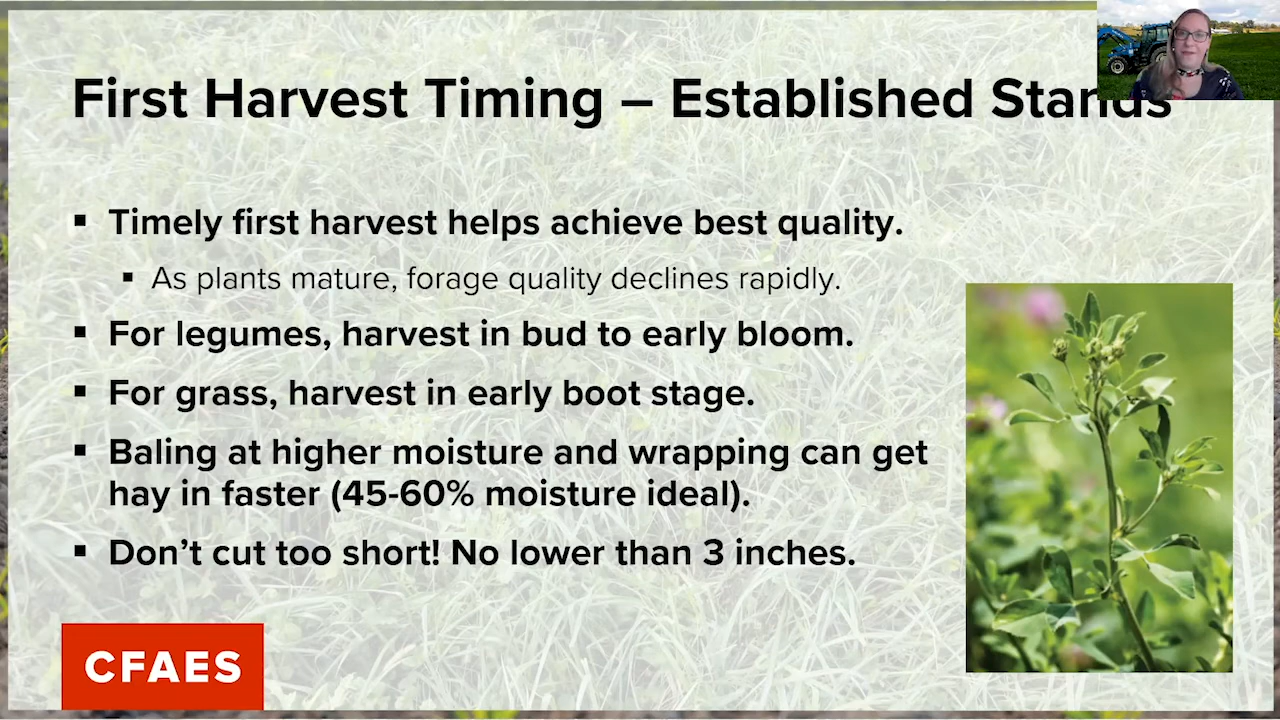 First Harvest Timing – Established Stands
▪ Timely first harvest helps achieve best quality.
▪ As plants mature, forage quality declines rapidly.
▪ For legumes, harvest in bud to early bloom.
▪ For grass, harvest in early boot stage.
▪ Baling at higher moisture and wrapping can get
hay in faster (45-60% moisture ideal).
▪ Don’t cut too short! No lower than 3 inches.
CFAES